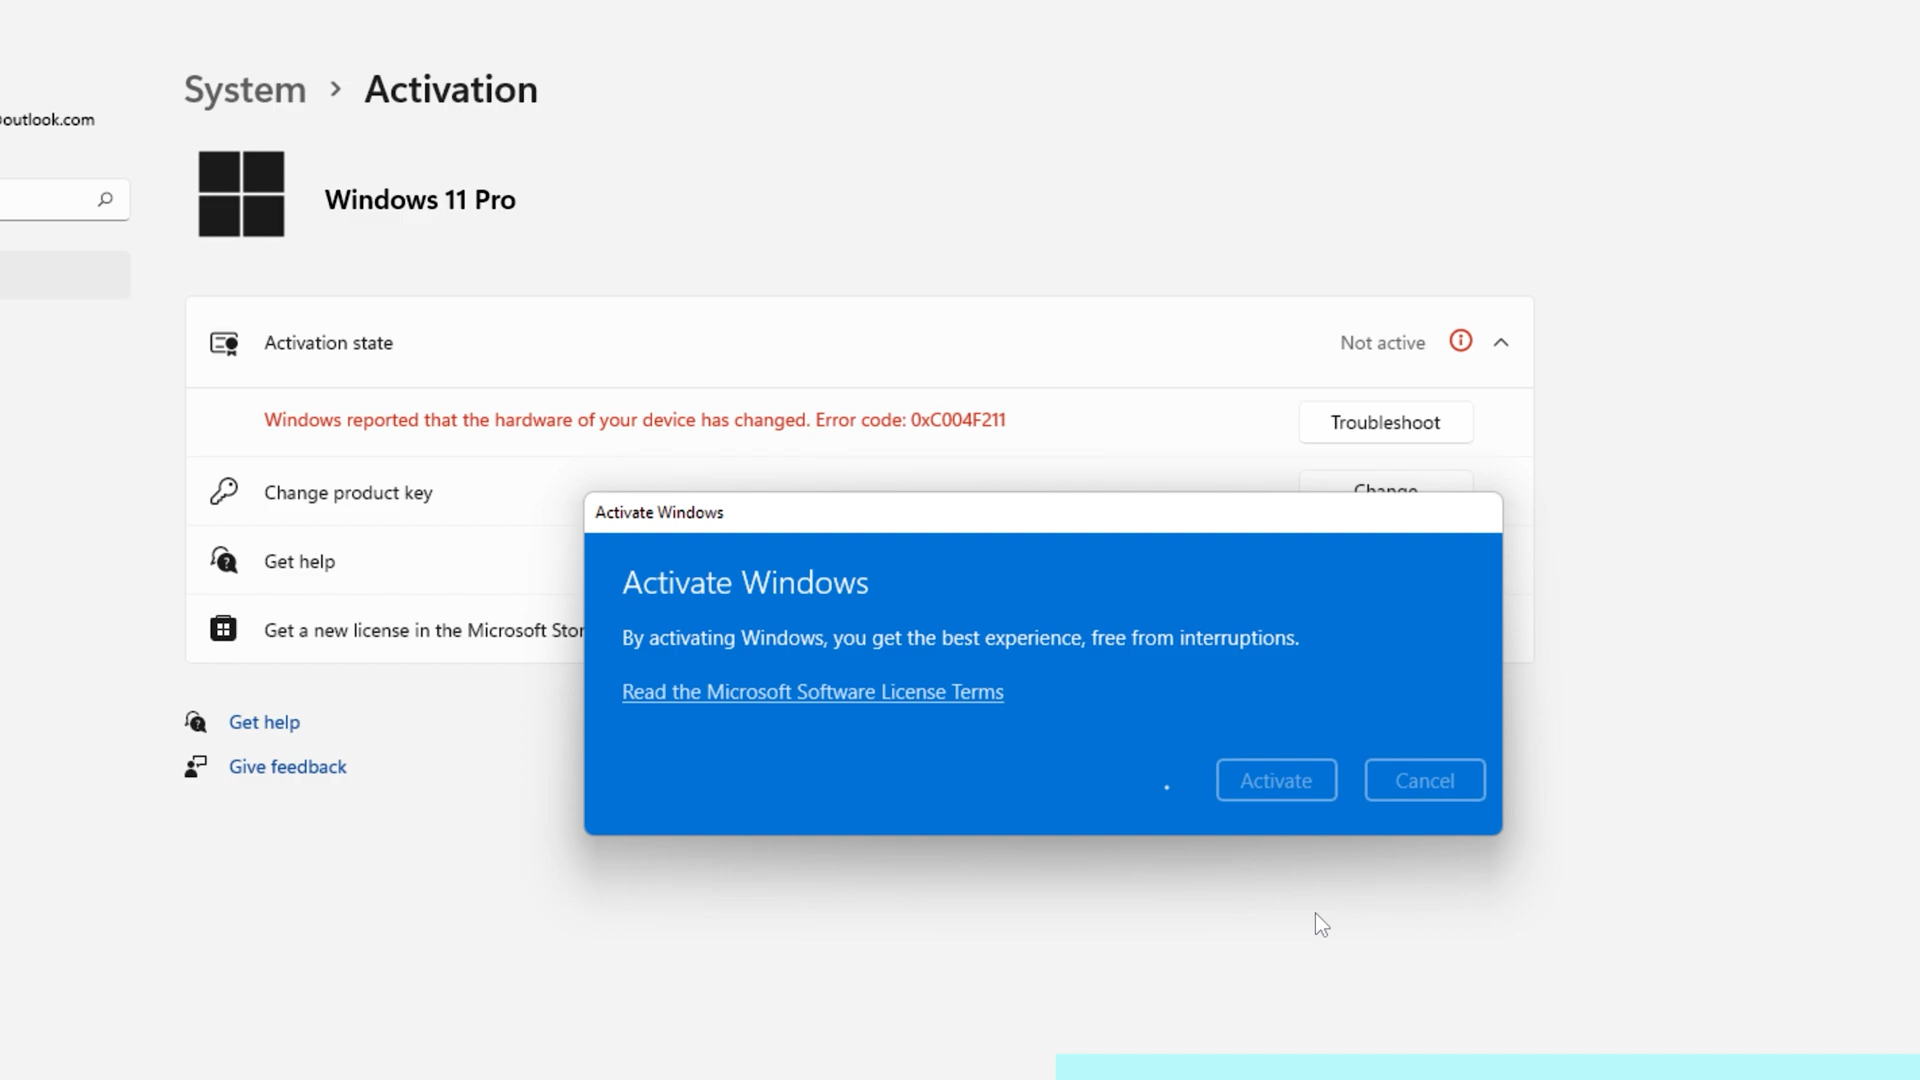 System > Activation
outlook.com
Windows 11 Pro
Activation state
Not active
Windows reported that the hardware of your device has changed. Error code: 0xC004F211
Troubleshoot
Change product key
Change
Get help
Get a new license in the Microsoft Stor
Activate Windows
Activate Windows
By activating Windows, you get the best experience, free from interruptions.
Read the Microsoft Software License Terms
Activate
Cancel
Get help
Give feedback